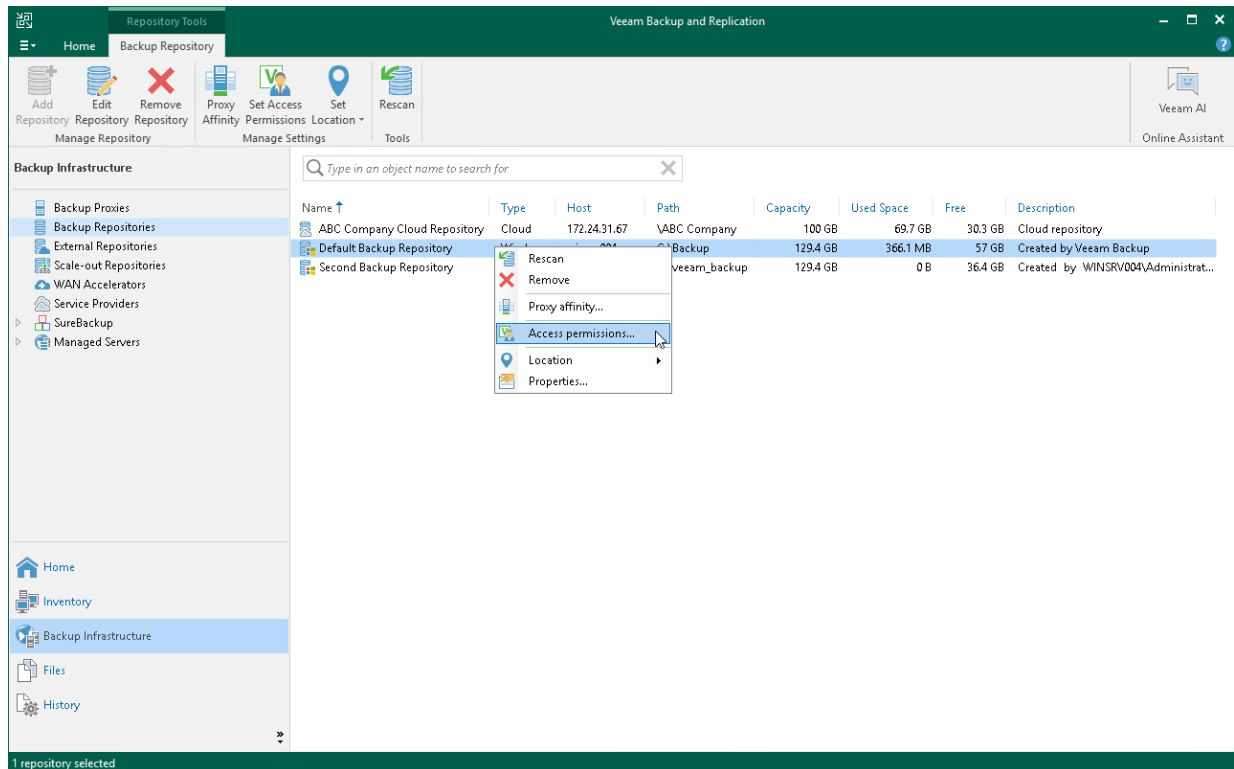 Repository Tools
Veeam Backup and Replication
Home
Backup Repository
Add Repository
Edit Repository
Remove Repository
Proxy Affinity
Set Access Permissions
Set Location
Rescan
Veeam AI
Manage Repository
Manage Settings
Tools
Online Assistant
Backup Infrastructure
Type in an object name to search for
Backup Proxies
Backup Repositories
External Repositories
Scale-out Repositories
WAN Accelerators
Service Providers
SureBackup
Managed Servers
Name Type Host Path Capacity Used Space Free Description
ABC Company Cloud Repository Cloud 172.24.31.67 \ABC Company 100 GB 69.7 GB 30.3 GB Cloud repository
Default Backup Repository 129.4 GB 366.1 MB 57 GB Created by Veeam Backup
Second Backup Repository veeam_backup 129.4 GB 0 B 36.4 GB Created by WINSRV004\Administrat...
Rescan
Remove
Proxy affinity...
Access permissions...
Location
Properties...
Home
Inventory
Backup Infrastructure
Files
History
1 repository selected